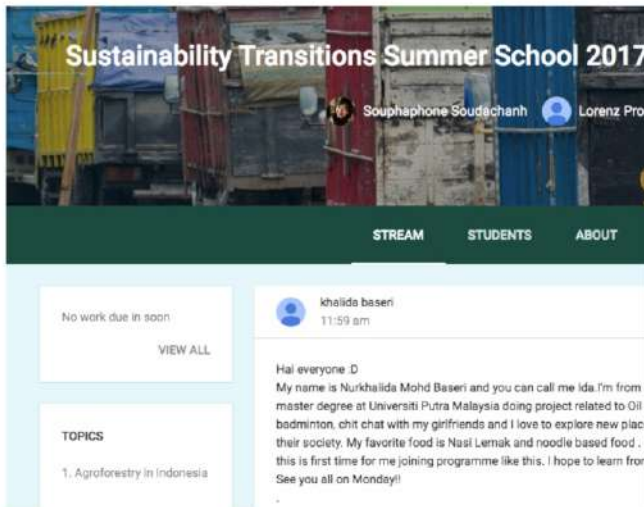 Sustainability Transitions Summer School 2017
Souphaphone Soudachanh Lorenz Pro
STREAM STUDENTS ABOUT
No work due in soon
VIEW ALL
TOPICS
1. Agroforestry in Indonesia
khalida baseri
11:59 am
Hai everyone :D
My name is Nurkhalida Mohd Baseri and you can call me Ida.I'm from
master degree at Universiti Putra Malaysia doing project related to Oil
badminton, chit chat with my girlfriends and I love to explore new plac
their society. My favorite food is Nasi Lemak and noodle based food .
this is first time for me joining programme like this. I hope to learn from
See you all on Monday!!
.